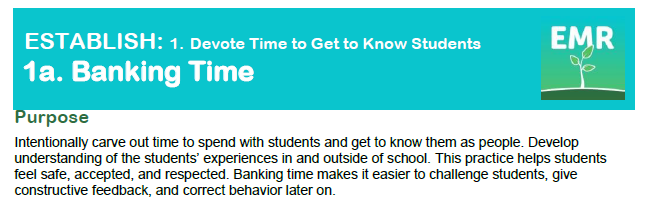 ESTABLISH: 1. Devote Time to Get to Know Students
1a. Banking Time
EMR
Purpose
Intentionally carve out time to spend with students and get to know them as people. Develop
understanding of the students' experiences in and outside of school. This practice helps students
feel safe, accepted, and respected. Banking time makes it easier to challenge students, give
constructive feedback, and correct behavior later on.